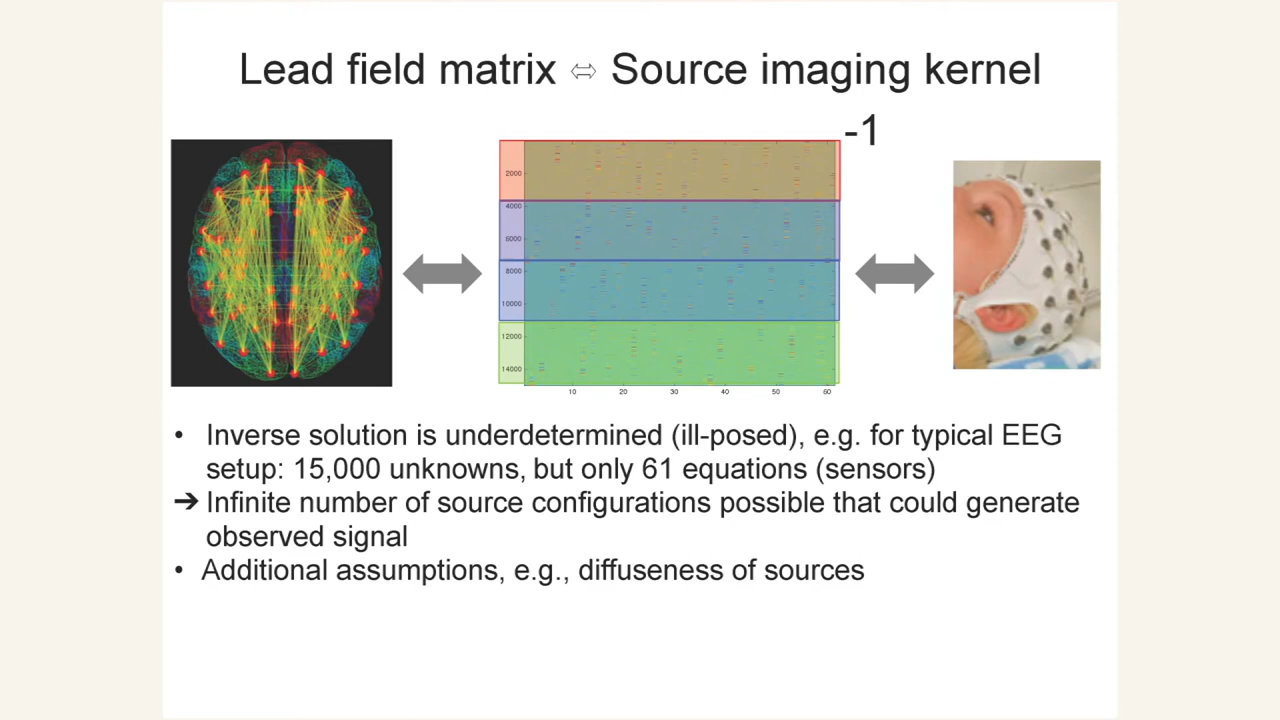 Lead field matrix ⇔ Source imaging kernel
-1
2000
4000
6000
8000
10000
12000
14000
10 20 30 40 50 60
• Inverse solution is underdetermined (ill-posed), e.g. for typical EEG
setup: 15,000 unknowns, but only 61 equations (sensors)
➔ Infinite number of source configurations possible that could generate
observed signal
• Additional assumptions, e.g., diffuseness of sources